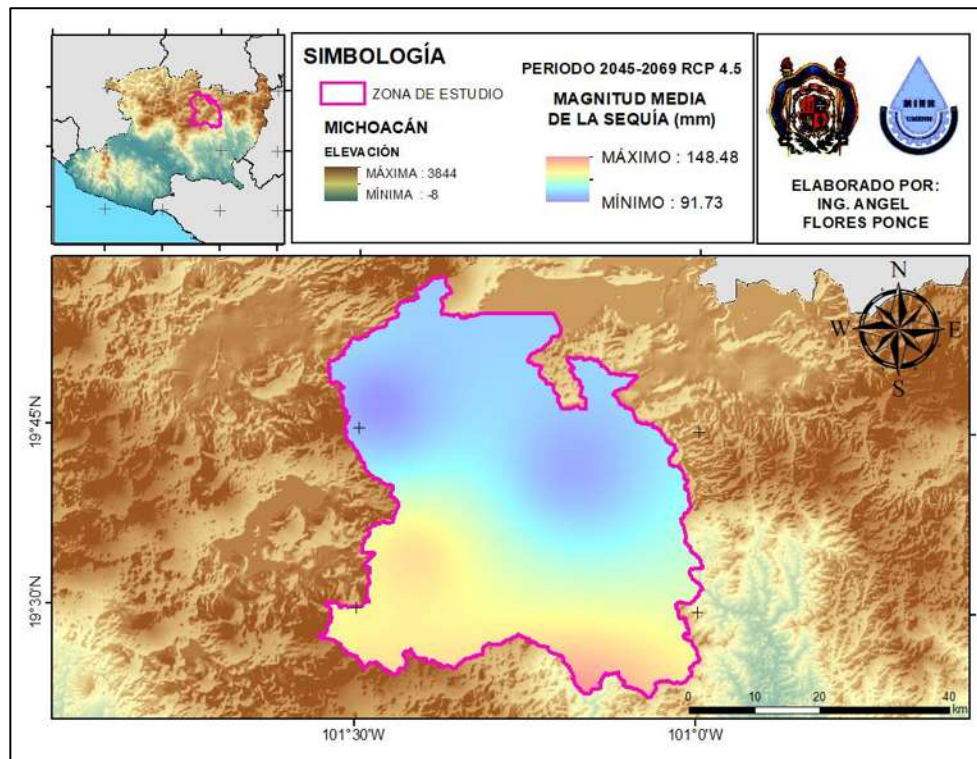 SIMBOLOGÍA
ZONA DE ESTUDIO
MICHOACÁN
ELEVACIÓN
MÁXIMA : 3844
MÍNIMA : -8
PERIODO 2045-2069 RCP 4.5
MAGNITUD MEDIA
DE LA SEQUÍA (mm)
MÁXIMO : 148.48
MÍNIMO : 91.73
ELABORADO POR:
ING. ANGEL
FLORES PONCE
N
W
E
S
19°45'N
19°30'N
0 10 20 30 40
km
101°30'W
101°0'W